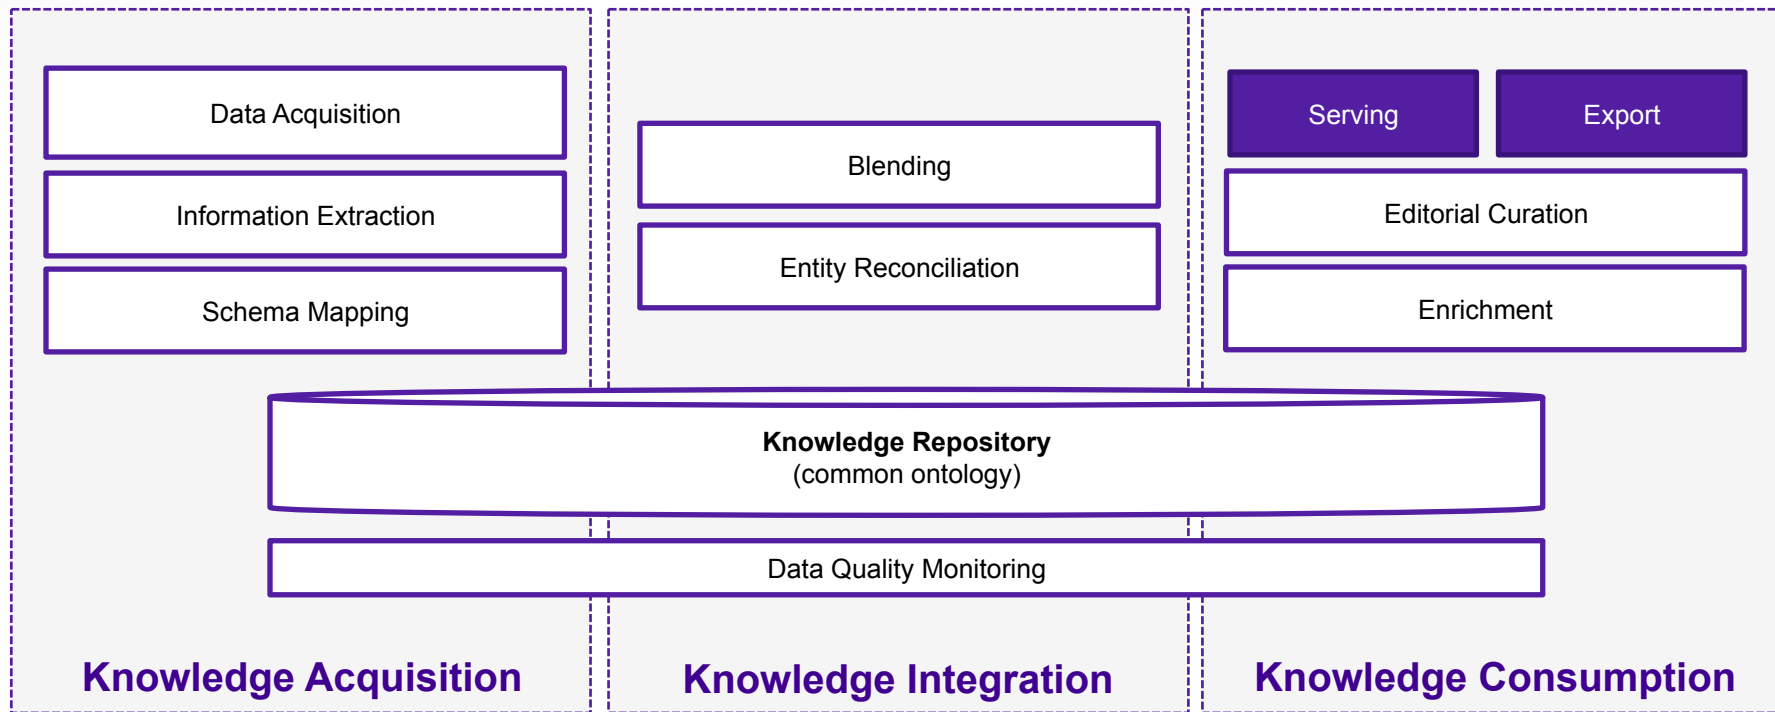 Data Acquisition
Information Extraction
Schema Mapping
Blending
Entity Reconciliation
Serving
Export
Editorial Curation
Enrichment
Knowledge Repository
(common ontology)
Data Quality Monitoring
Knowledge Acquisition
Knowledge Integration
Knowledge Consumption